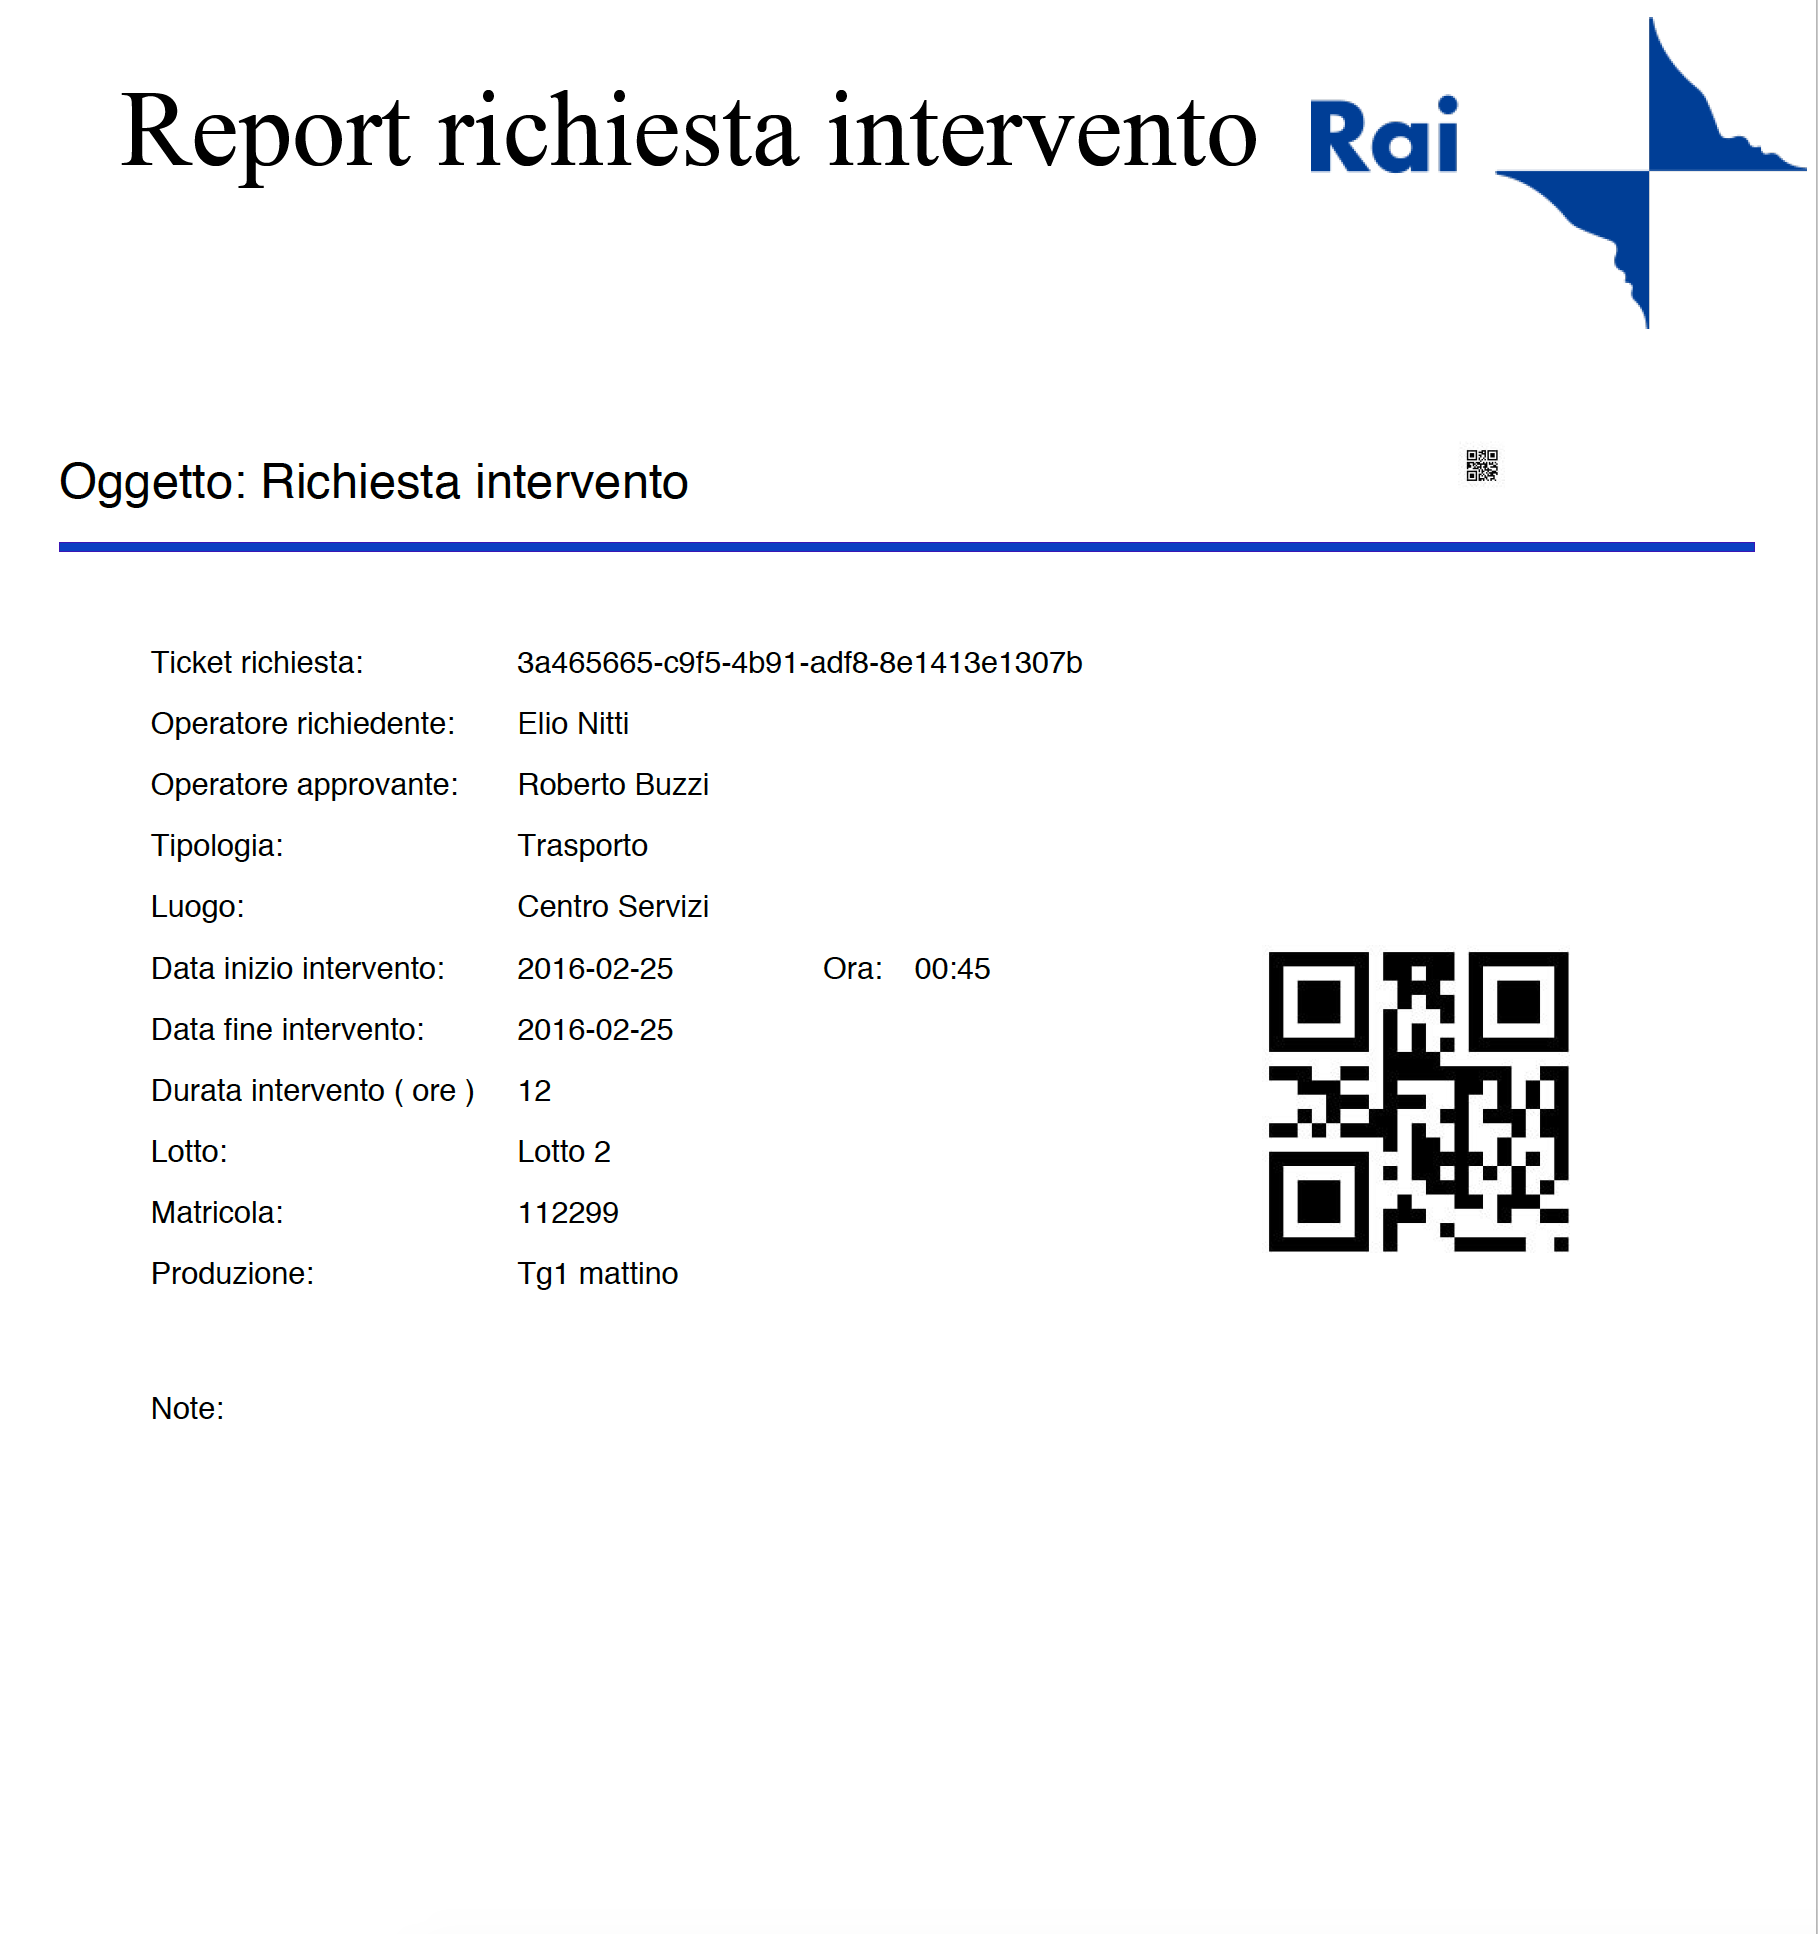 Report richiesta intervento
Rai
Oggetto: Richiesta intervento
Ticket richiesta: 3a465665-c9f5-4b91-adf8-8e1413e1307b
Operatore richiedente: Elio Nitti
Operatore approvante: Roberto Buzzi
Tipologia: Trasporto
Luogo: Centro Servizi
Data inizio intervento: 2016-02-25 Ora: 00:45
Data fine intervento: 2016-02-25
Durata intervento ( ore ) 12
Lotto: Lotto 2
Matricola: 112299
Produzione: Tg1 mattino
Note: